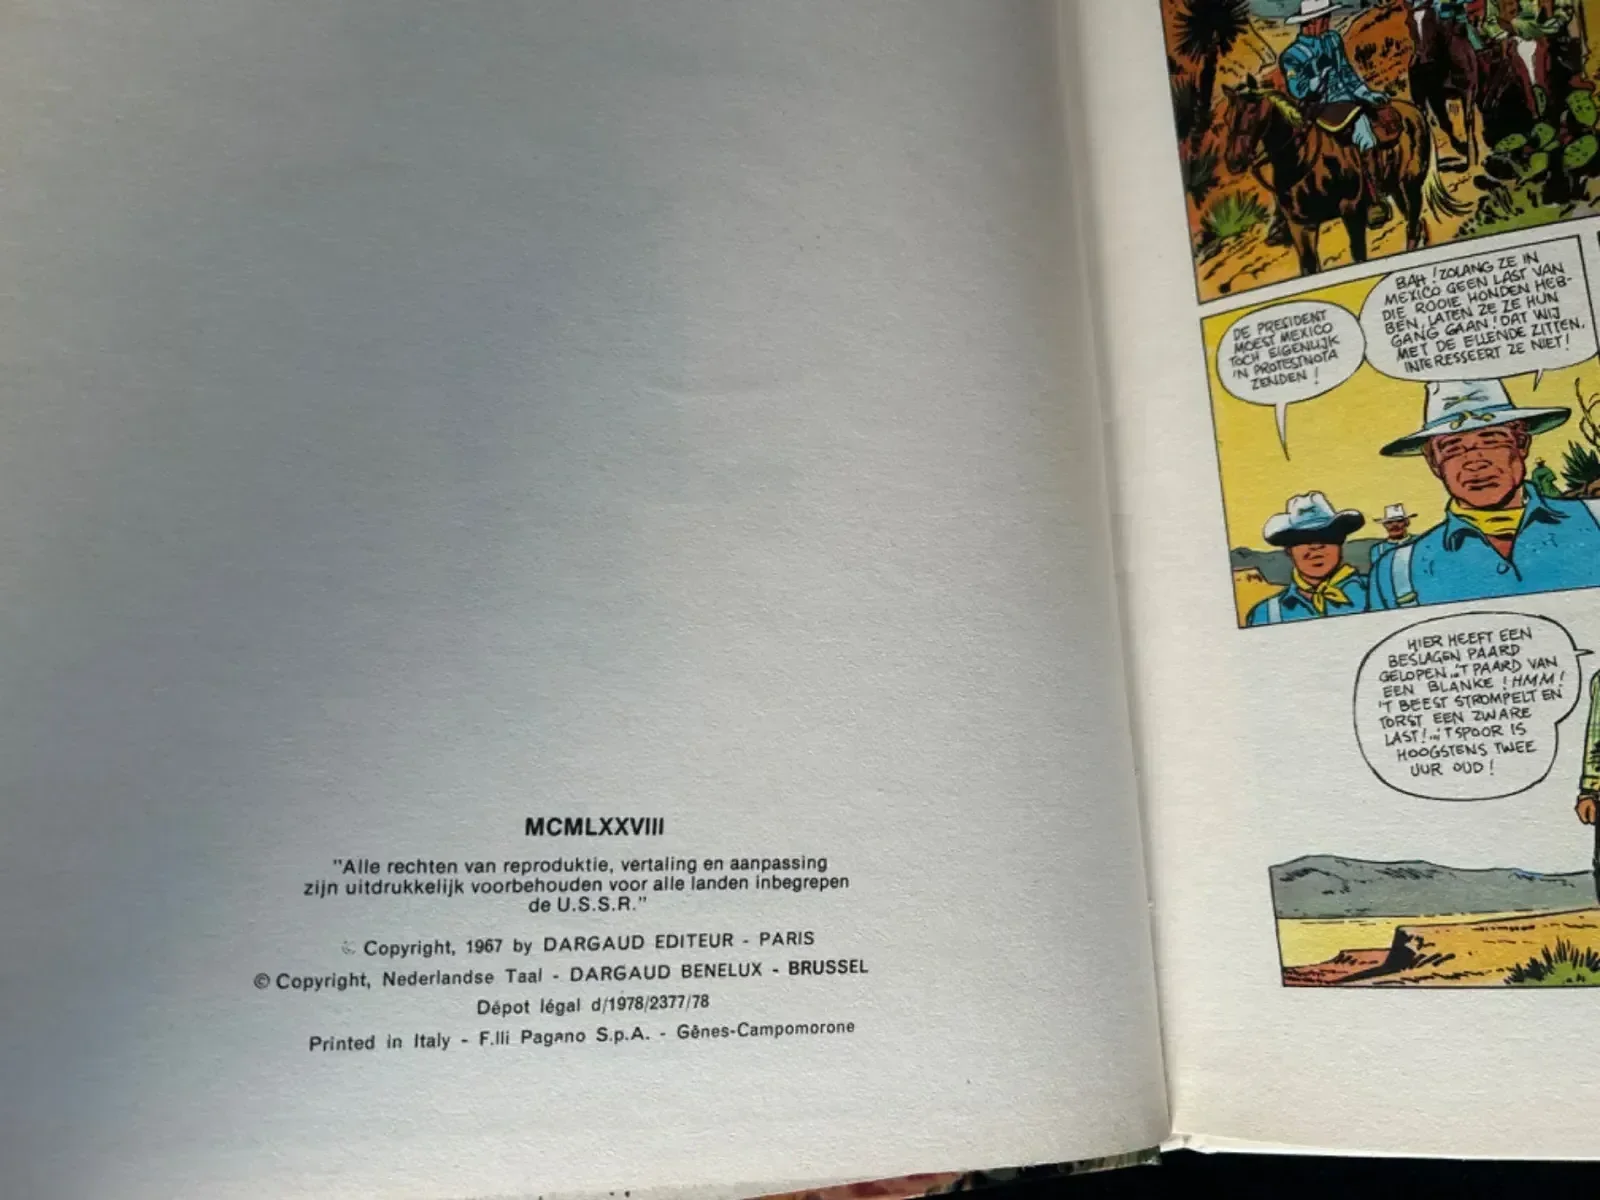 MCMLXXVIII
"Alle rechten van reproduktie, vertaling en aanpassing
zijn uitdrukkelijk voorbehouden voor alle landen inbegrepen
de U.S.S.R."
© Copyright, 1967 by DARGAUD EDITEUR - PARIS
© Copyright, Nederlandse Taal - DARGAUD BENELUX - BRUSSEL
Dépot légal d/1978/2377/78
Printed in Italy - F.lli Pagano S.p.A. - Gênes-Campomorone
DE PRESIDENT
MOEST MEXICO
TOCH EIGENLIJK
'N PROTESTNOTA
ZENDEN!
BAH! ZOLANG ZE IN
MEXICO GEEN LAST VAN
DIE ROOIE HONDEN HEB-
BEN, LATEN ZE ZE HUN
GANG GAAN! DAT WIJ
MET DE ELLENDE ZITTEN,
INTERESSEERT ZE NIET!
HIER HEEFT EEN
BESLAGEN PAARD
GELOPEN...'T PAARD VAN
EEN BLANKE! HMM!
'T BEEST STROMPELT EN
TORST EEN ZWARE
LAST!...'T SPOOR IS
HOOGSTENS TWEE
UUR OUD!